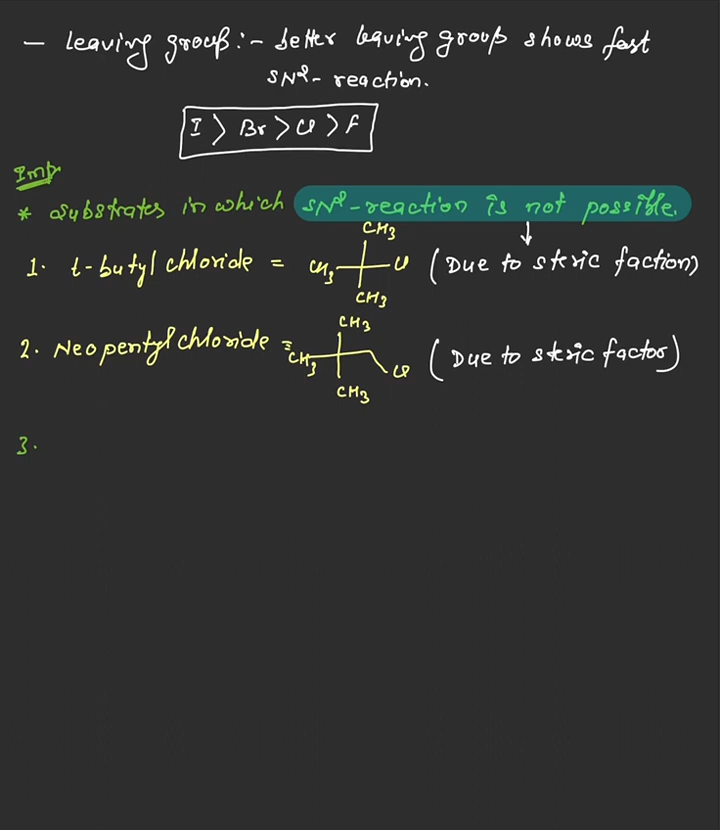 – Leaving group:- better leaving group shows fast
SN2- reaction.
I > Br > Cl > F
Imp
* Substrates in which SN2-reaction is not possible.
↓
1. t-butyl chloride = CH3 CH3 CH3 Cl (Due to steric faction)
2. Neopentyl chloride = CH3 CH3 CH3 Cl (Due to steric factor)
3.